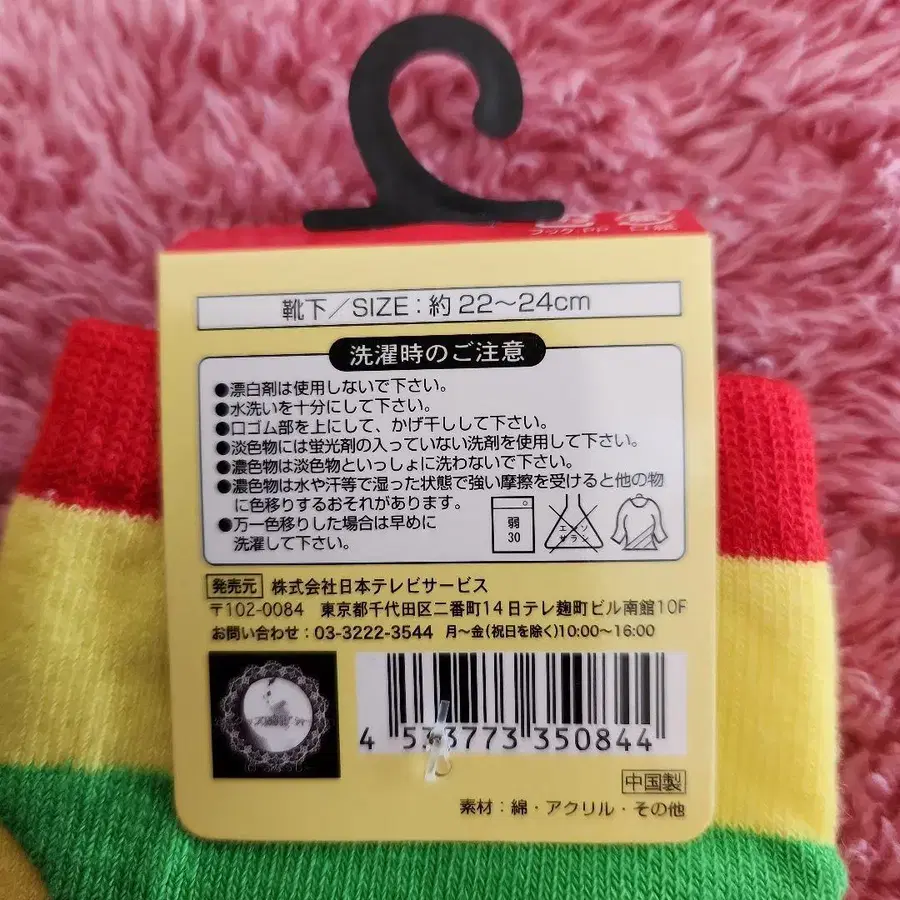 フック:PP 台紙
靴下/SIZE:約 22~24cm
洗濯時のご注意
●漂白剤は使用しないで下さい。
●水洗いを十分にして下さい。
●口ゴム部を上にして、かげ干しして下さい。
●淡色物には蛍光剤の入っていない洗剤を使用して下さい。
●濃色物は淡色物といっしょに洗わないで下さい。
●濃色物は水や汗等で湿った状態で強い摩擦を受けると他の物
に色移りするおそれがあります。
●万一色移りした場合は早めに
洗濯して下さい。
弱
30
エンソ
サラシ
発売元 株式会社日本テレビサービス
〒102-0084 東京都千代田区二番町14 日テレ麹町ビル南館10F
お問い合わせ:03-3222-3544 月~金(祝日を除く)10:00~16:00
4 533773 350844
中国製
素材:綿・アクリル・その他